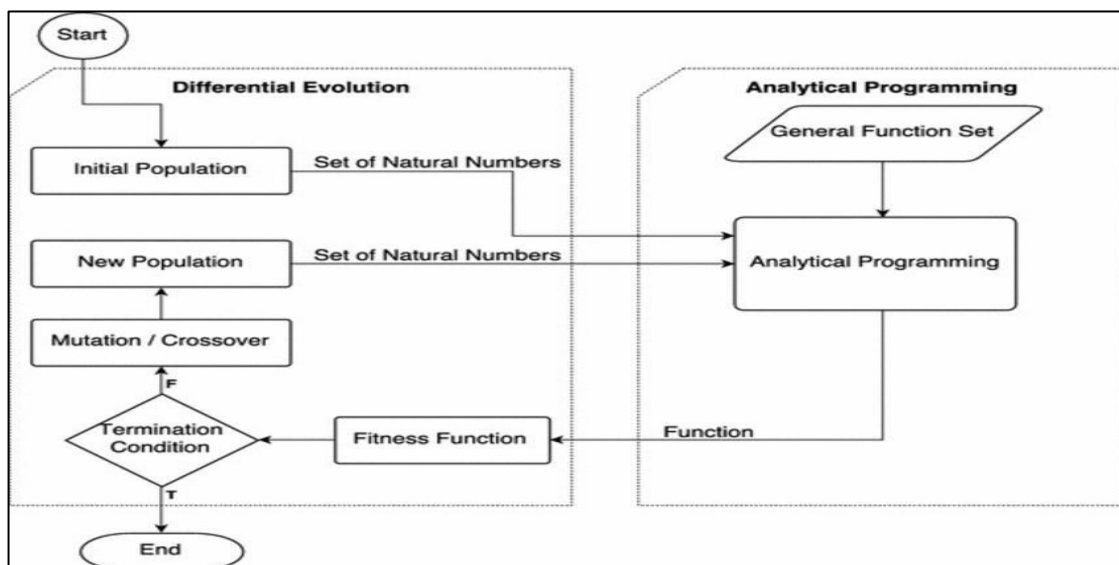 Start
Differential Evolution
Analytical Programming
General Function Set
Initial Population
Set of Natural Numbers
New Population
Set of Natural Numbers
Analytical Programming
Mutation / Crossover
F
Termination
Condition
Fitness Function
Function
T
End